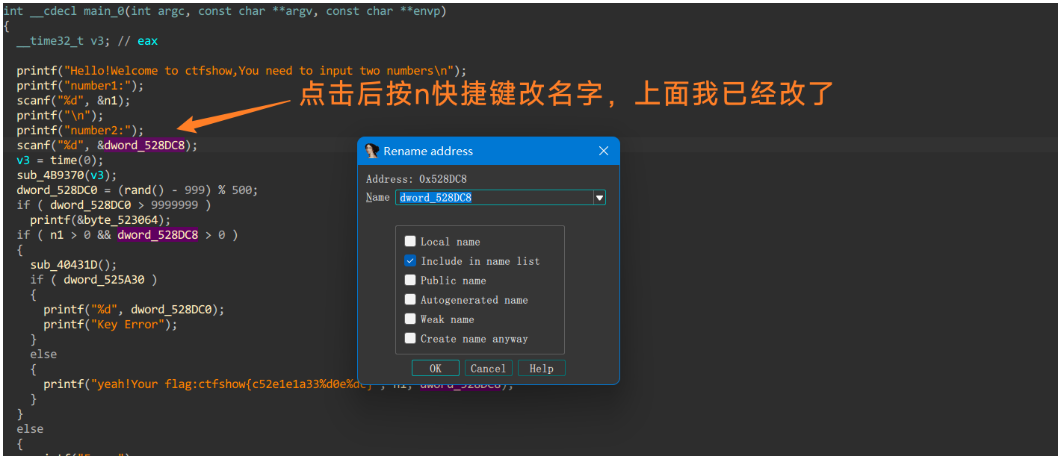 int __cdecl main_0(int argc, const char **argv, const char **envp)
{
__time32_t v3; // eax
printf("Hello!Welcome to ctfshow,You need to input two numbers\n");
printf("number1:");
scanf("%d", &n1);
点击后按n快捷键改名字，上面我已经改了
printf("\n");
printf("number2:");
scanf("%d", &dword_528DC8);
v3 = time(0);
sub_4B9370(v3);
dword_528DC0 = (rand() - 999) % 500;
if ( dword_528DC0 > 9999999 )
printf(&byte_523064);
if ( n1 > 0 && dword_528DC8 > 0 )
{
sub_40431D();
if ( dword_525A30 )
{
printf("%d", dword_528DC0);
printf("Key Error");
}
else
{
printf("yeah!Your flag:ctfshow{c52e1e1a33%d0e%dc}", n1, dword_528DC8);
}
}
else
{
Rename address
Address: 0x528DC8
Name dword_528DC8
Local name
Include in name list
Public name
Autogenerated name
Weak name
Create name anyway
OK Cancel Help